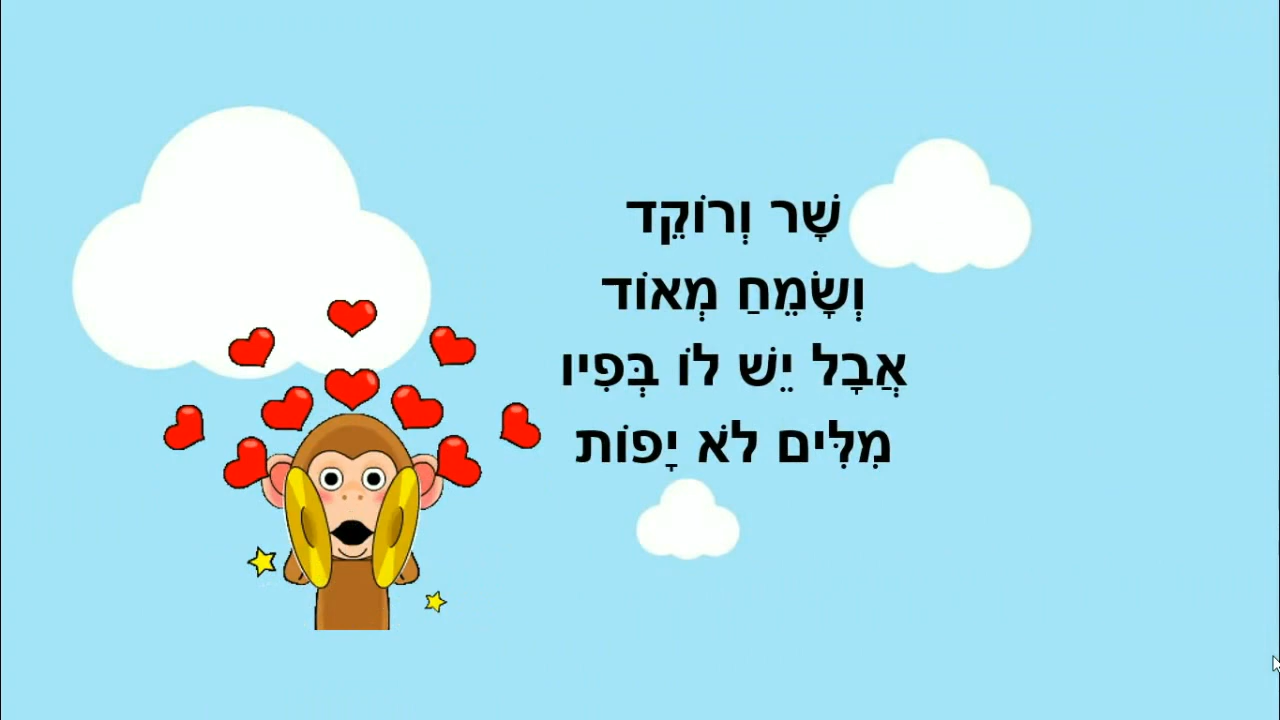 שָׁר וְרוֹקֵד
וְשָׂמֵחַ מְאוֹד
אֲבָל יֵשׁ לוֹ בְּפִיו
מִלִּים לֹא יָפוֹת